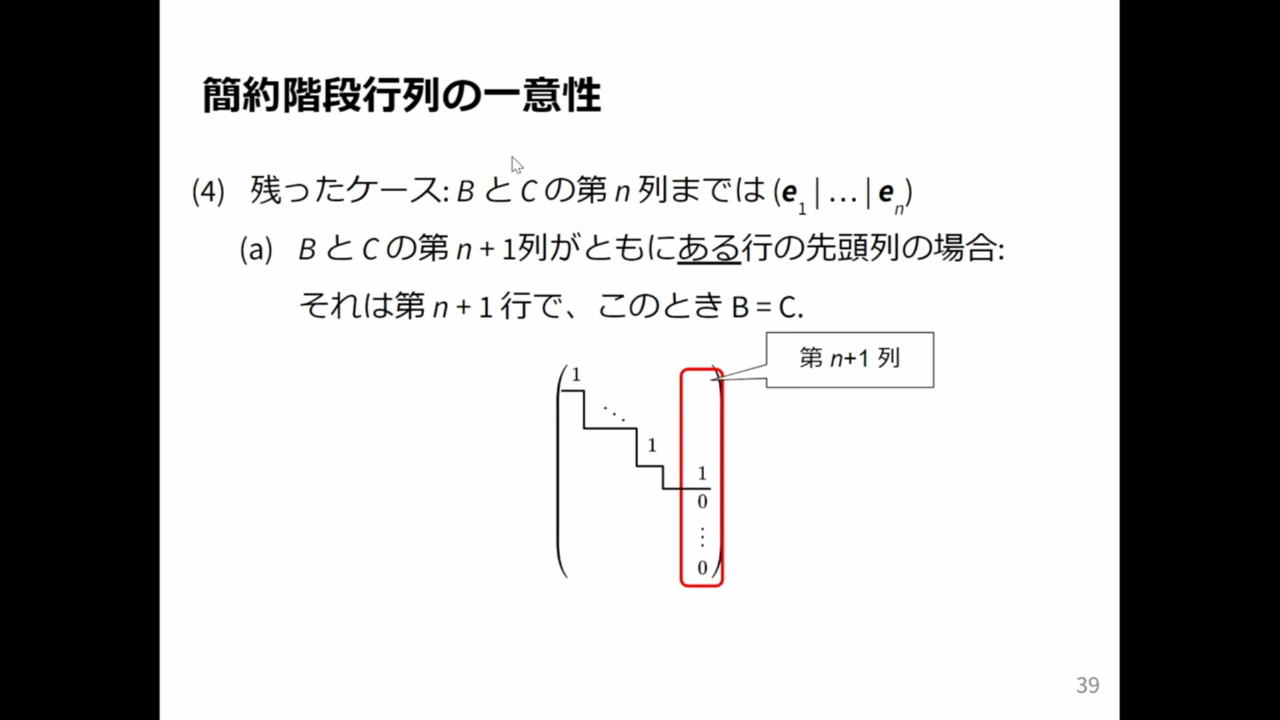 簡約階段行列の一意性
(4) 残ったケース: B と C の第 n 列までは (e₁ | … | eₙ)
(a) B と C の第 n + 1列がともにある行の先頭列の場合:
それは第 n + 1 行で、このとき B = C.
第 n+1 列
1
⋱
1
1
0
⋮
0
39